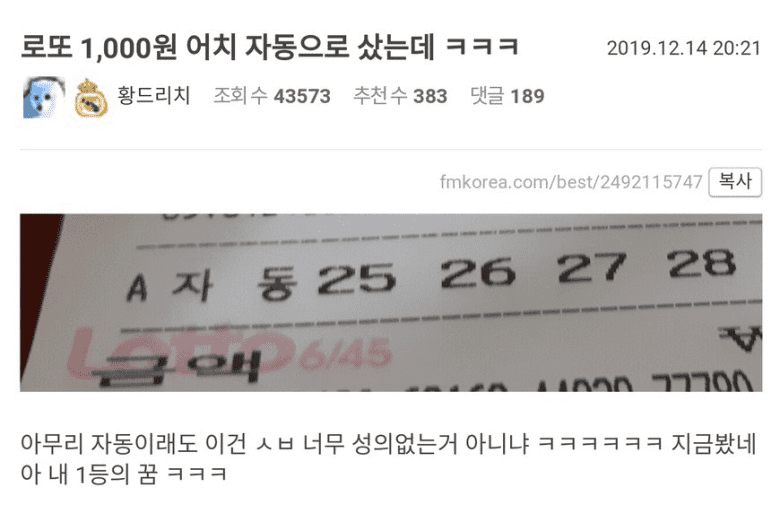 로또 1,000원 어치 자동으로 샀는데 ㅋㅋㅋ
2019.12.14 20:21
황드리치 조회 수 43573 추천 수 383 댓글 189
fmkorea.com/best/2492115747 복사
A 자 동 25 26 27 28
Lotto 6/45
금액
아무리 자동이래도 이건 ㅅㅂ 너무 성의없는거 아니냐 ㅋㅋㅋㅋㅋㅋ 지금봤네
아 내 1등의 꿈 ㅋㅋㅋ